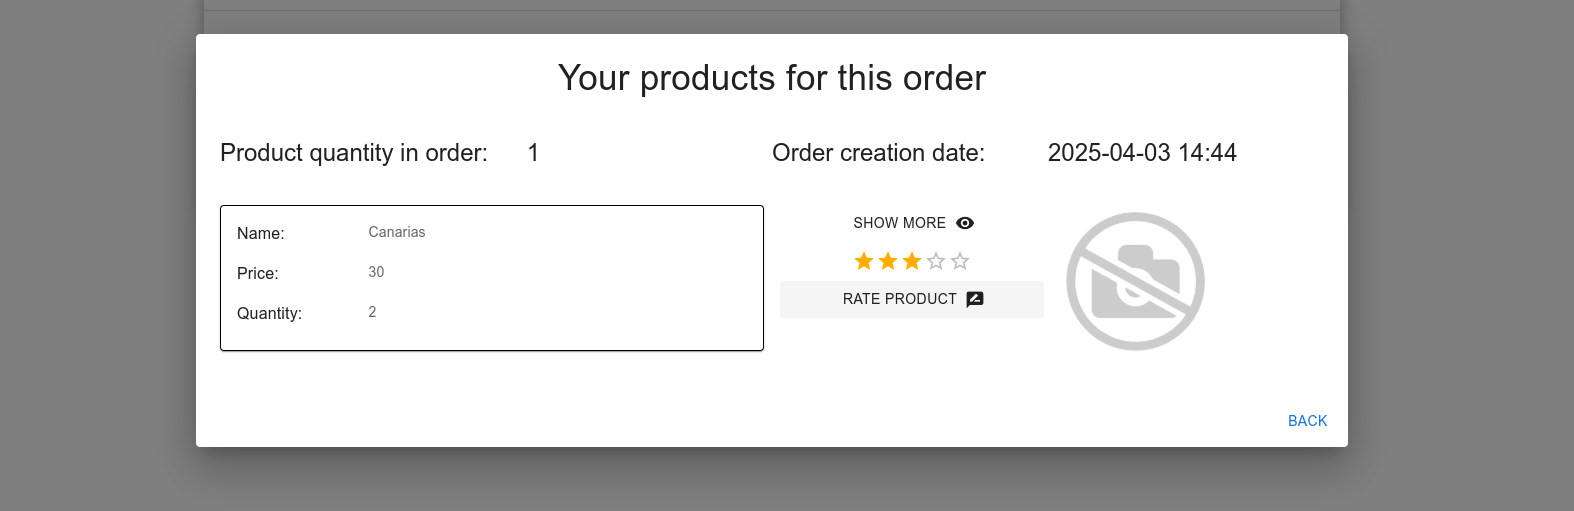 Your products for this order
Product quantity in order: 1
Order creation date: 2025-04-03 14:44
Name: Canarias
Price: 30
Quantity: 2
SHOW MORE
RATE PRODUCT
BACK